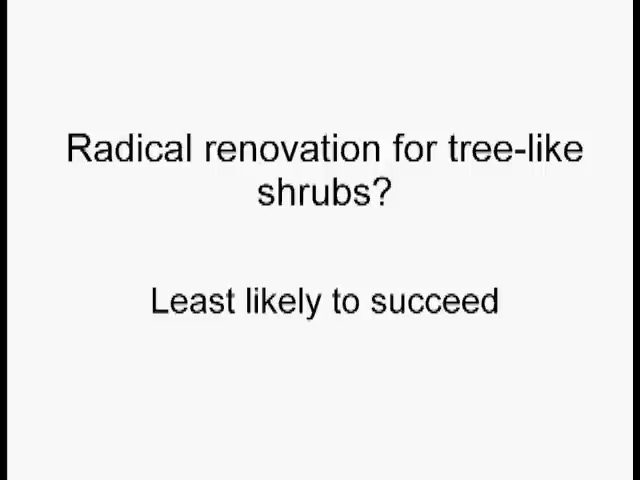 Radical renovation for tree-like
shrubs?
Least likely to succeed